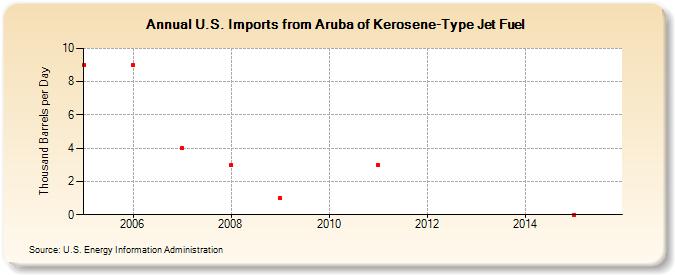 Annual U.S. Imports from Aruba of Kerosene-Type Jet Fuel
Thousand Barrels per Day
10
8
6
4
2
0
2006 2008 2010 2012 2014
Source: U.S. Energy Information Administration